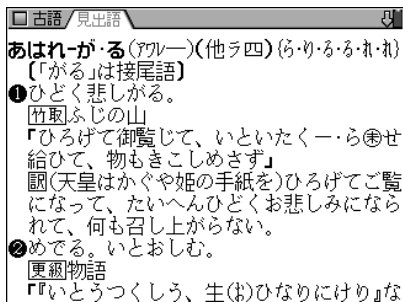 古語 見出語
あはれ-が・る(アワレ―)(他ラ四){ら・り・る・る・れ・れ}
〔「がる」は接尾語〕
❶ひどく悲しがる。
竹取 ふじの山
『ひろげて御覧じて、いといたくー・ら㊍せ
給ひて、物もきこしめさず』
訳(天皇はかぐや姫の手紙を)ひろげてご覧
になって、たいへんひどくお悲しみになら
れて、何も召し上がらない。
❷めでる。いとおしむ。
更級 物語
『『いとうつくしう、生(お)ひなりにけり』な